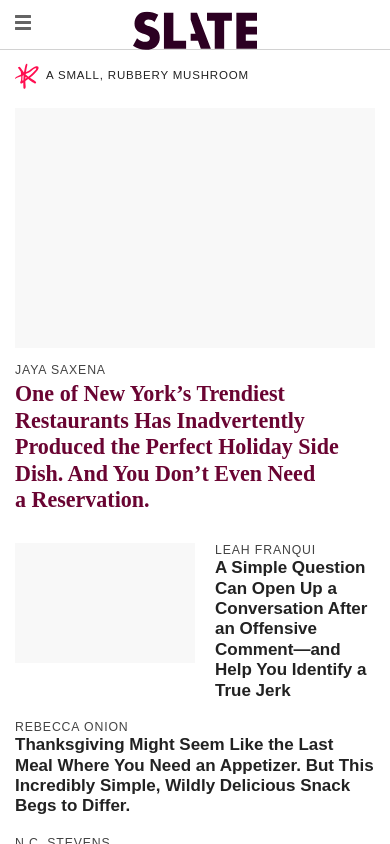 SLATE
A SMALL, RUBBERY MUSHROOM
JAYA SAXENA
One of New York’s Trendiest
Restaurants Has Inadvertently
Produced the Perfect Holiday Side
Dish. And You Don’t Even Need
a Reservation.
LEAH FRANQUI
A Simple Question
Can Open Up a
Conversation After
an Offensive
Comment—and
Help You Identify a
True Jerk
REBECCA ONION
Thanksgiving Might Seem Like the Last
Meal Where You Need an Appetizer. But This
Incredibly Simple, Wildly Delicious Snack
Begs to Differ.
N.C. STEVENS